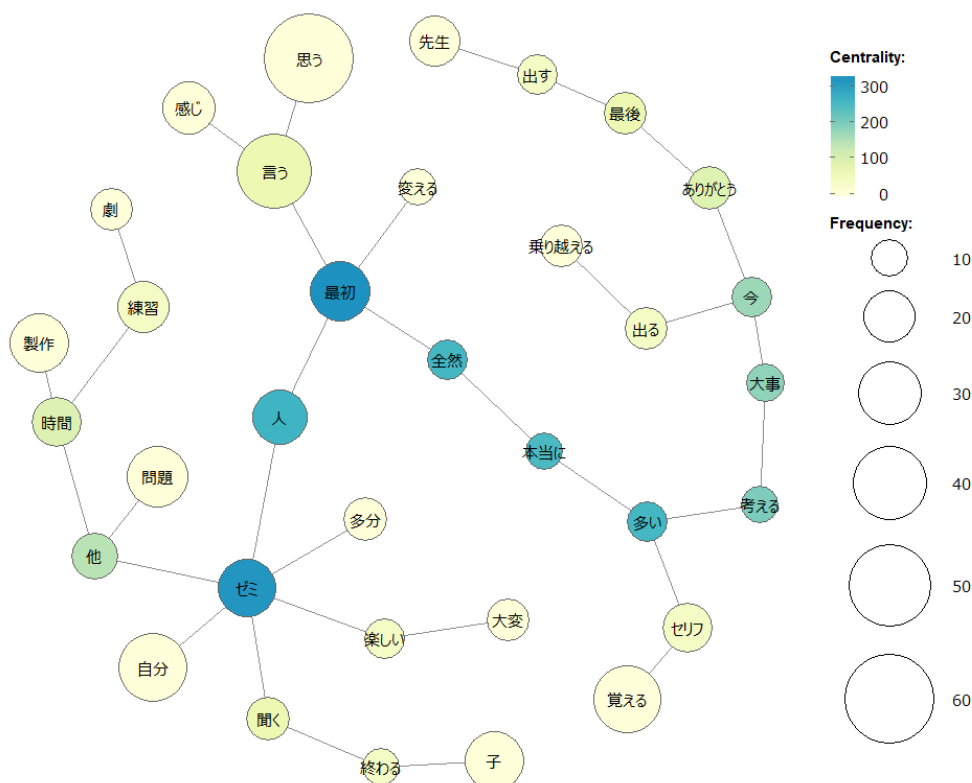 思う
先生
出す
感じ
最後
言う
変える
ありがとう
劇
乗り越える
最初
今
練習
出る
製作
全然
大事
人
時間
本当に
問題
考える
多分
多い
他
ゼミ
大変
セリフ
楽しい
自分
覚える
聞く
子
終わる
Centrality:
300
200
100
0
Frequency:
10
20
30
40
50
60